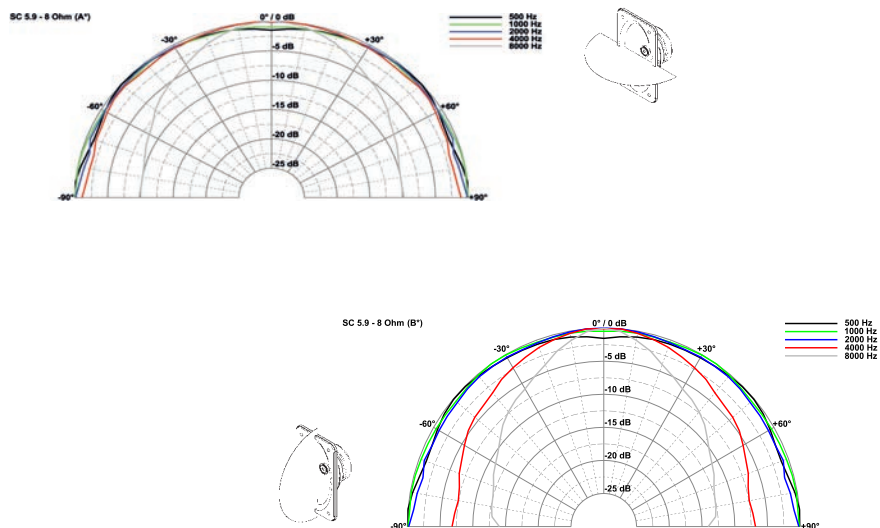 SC 5.9 - 8 Ohm (A*)
0° / 0 dB
500 Hz
1000 Hz
2000 Hz
4000 Hz
8000 Hz
-30°
+30°
-5 dB
-10 dB
-60°
+60°
-15 dB
-20 dB
-25 dB
-90°
+90°
SC 5.9 - 8 Ohm (B*)
0° / 0 dB
500 Hz
1000 Hz
2000 Hz
4000 Hz
8000 Hz
-30°
+30°
-5 dB
-10 dB
-60°
+60°
-15 dB
-20 dB
-25 dB
-90°
+90°